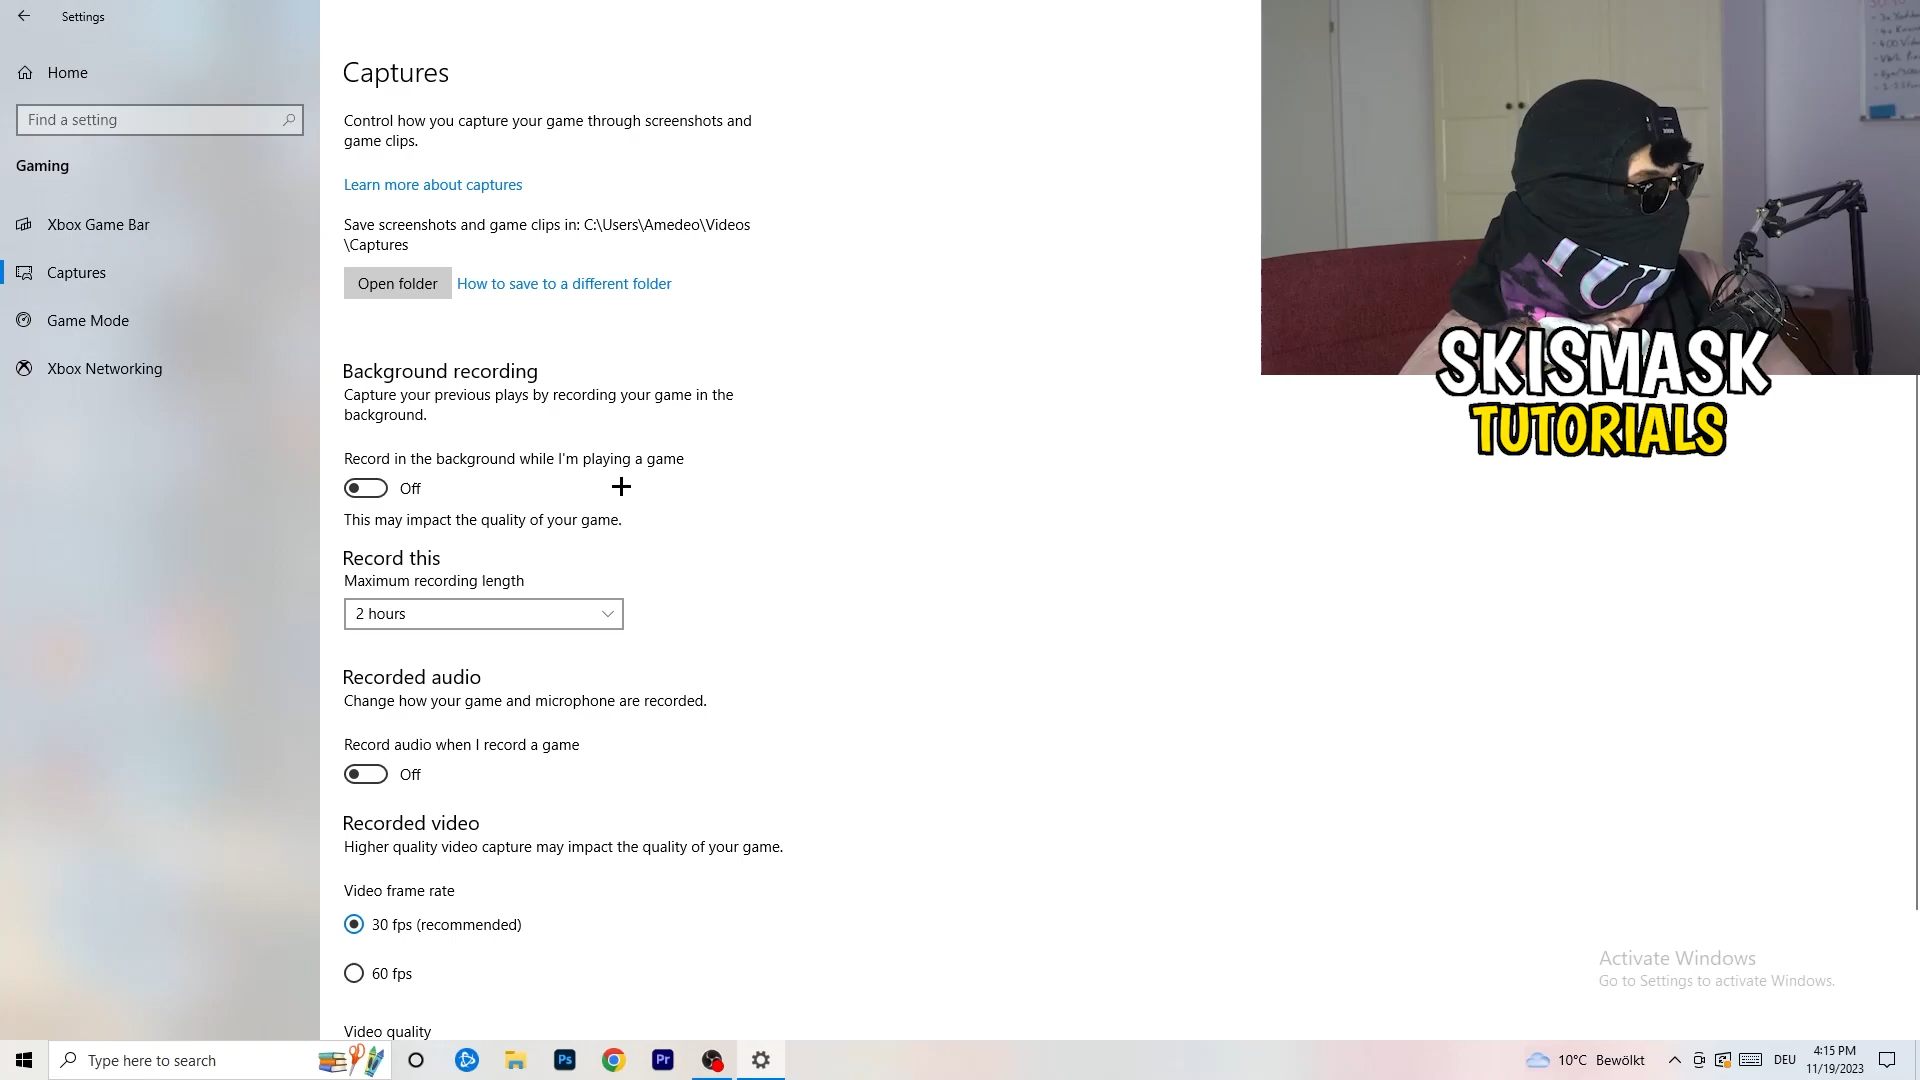 Settings
Home
Find a setting
Gaming
Xbox Game Bar
Captures
Game Mode
Xbox Networking
Captures
Control how you capture your game through screenshots and
game clips.
Learn more about captures
Save screenshots and game clips in: C:\Users\Amedeo\Videos
\Captures
Open folder
How to save to a different folder
Background recording
Capture your previous plays by recording your game in the
background.
Record in the background while I'm playing a game
Off
This may impact the quality of your game.
Record this
Maximum recording length
2 hours
Recorded audio
Change how your game and microphone are recorded.
Record audio when I record a game
Off
Recorded video
Higher quality video capture may impact the quality of your game.
Video frame rate
30 fps (recommended)
60 fps
Video quality
SKISMASK
TUTORIALS
Activate Windows
Go to Settings to activate Windows.
Type here to search
Ps
Pr
10°C Bewölkt
DEU
4:15 PM
11/19/2023